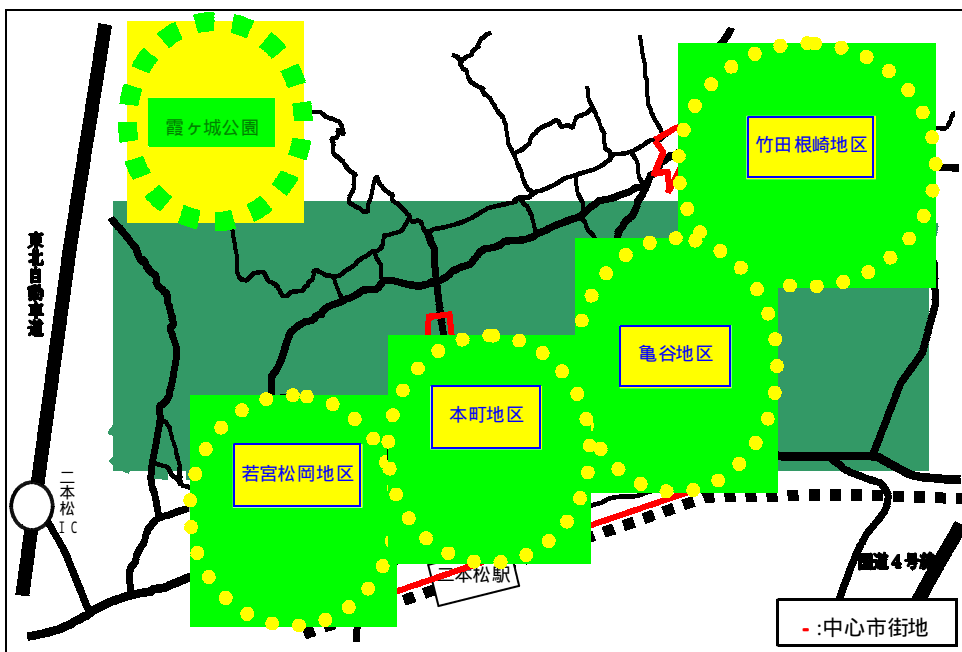 霞ヶ城公園
竹田根崎地区
東北自動車道
亀谷地区
本町地区
若宮松岡地区
二本松
IC
二本松駅
国道4号線
-:中心市街地